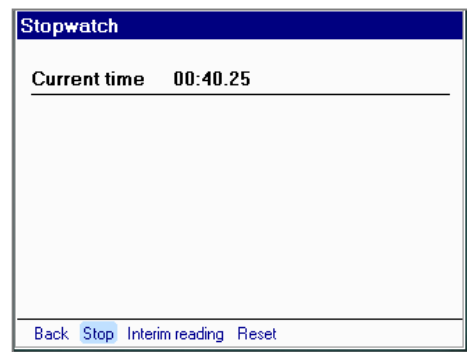 Stopwatch
Current time 00:40.25
Back Stop Interim reading Reset